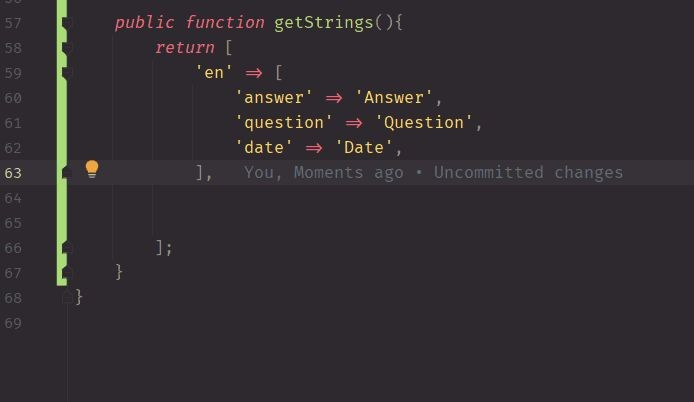 57 public function getStrings(){
58 return [
59 'en' => [
60 'answer' => 'Answer',
61 'question' => 'Question',
62 'date' => 'Date',
63 ], You, Moments ago • Uncommitted changes
64
65
66 ];
67 }
68 }
69